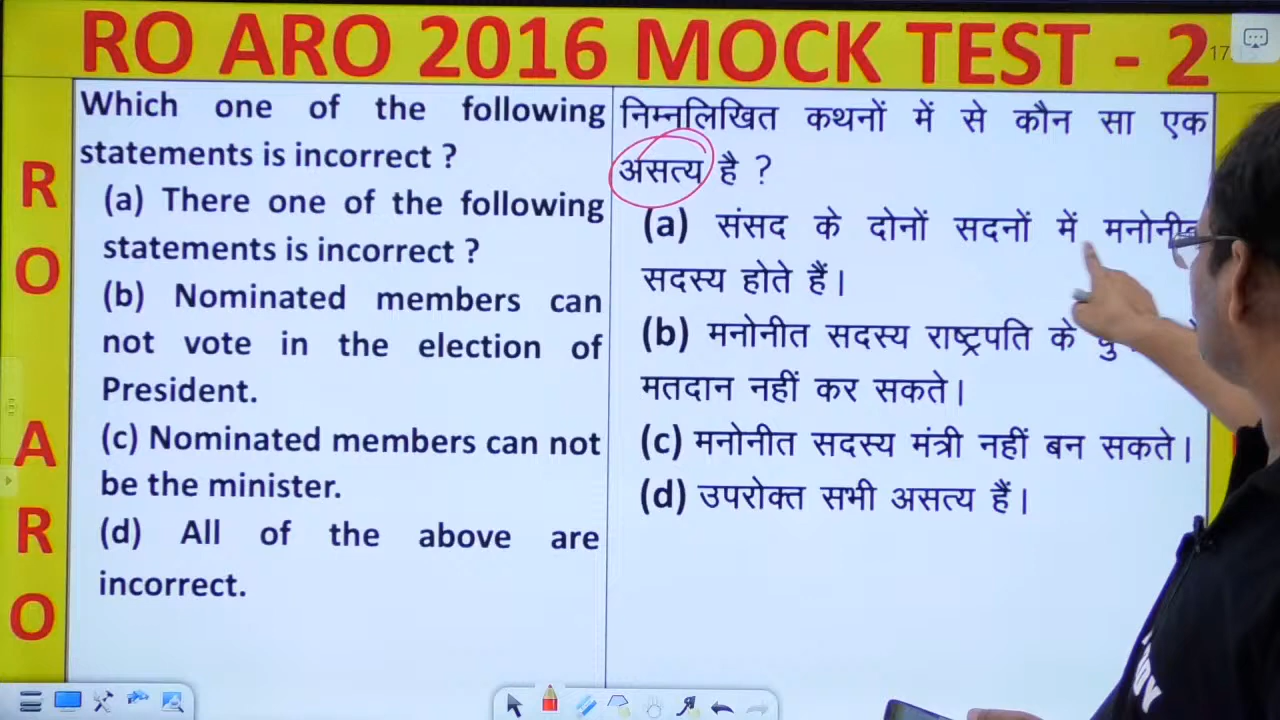 RO ARO 2016 MOCK TEST - 2
17
Which one of the following
statements is incorrect ?
(a) There one of the following
statements is incorrect ?
(b) Nominated members can
not vote in the election of
President.
(c) Nominated members can not
be the minister.
(d) All of the above are
incorrect.
निम्नलिखित कथनों में से कौन सा एक
असत्य है ?
(a) संसद के दोनों सदनों में मनोनीत
सदस्य होते हैं।
(b) मनोनीत सदस्य राष्ट्रपति के
मतदान नहीं कर सकते।
(c) मनोनीत सदस्य मंत्री नहीं बन सकते।
(d) उपरोक्त सभी असत्य हैं।
R
O
A
R
O